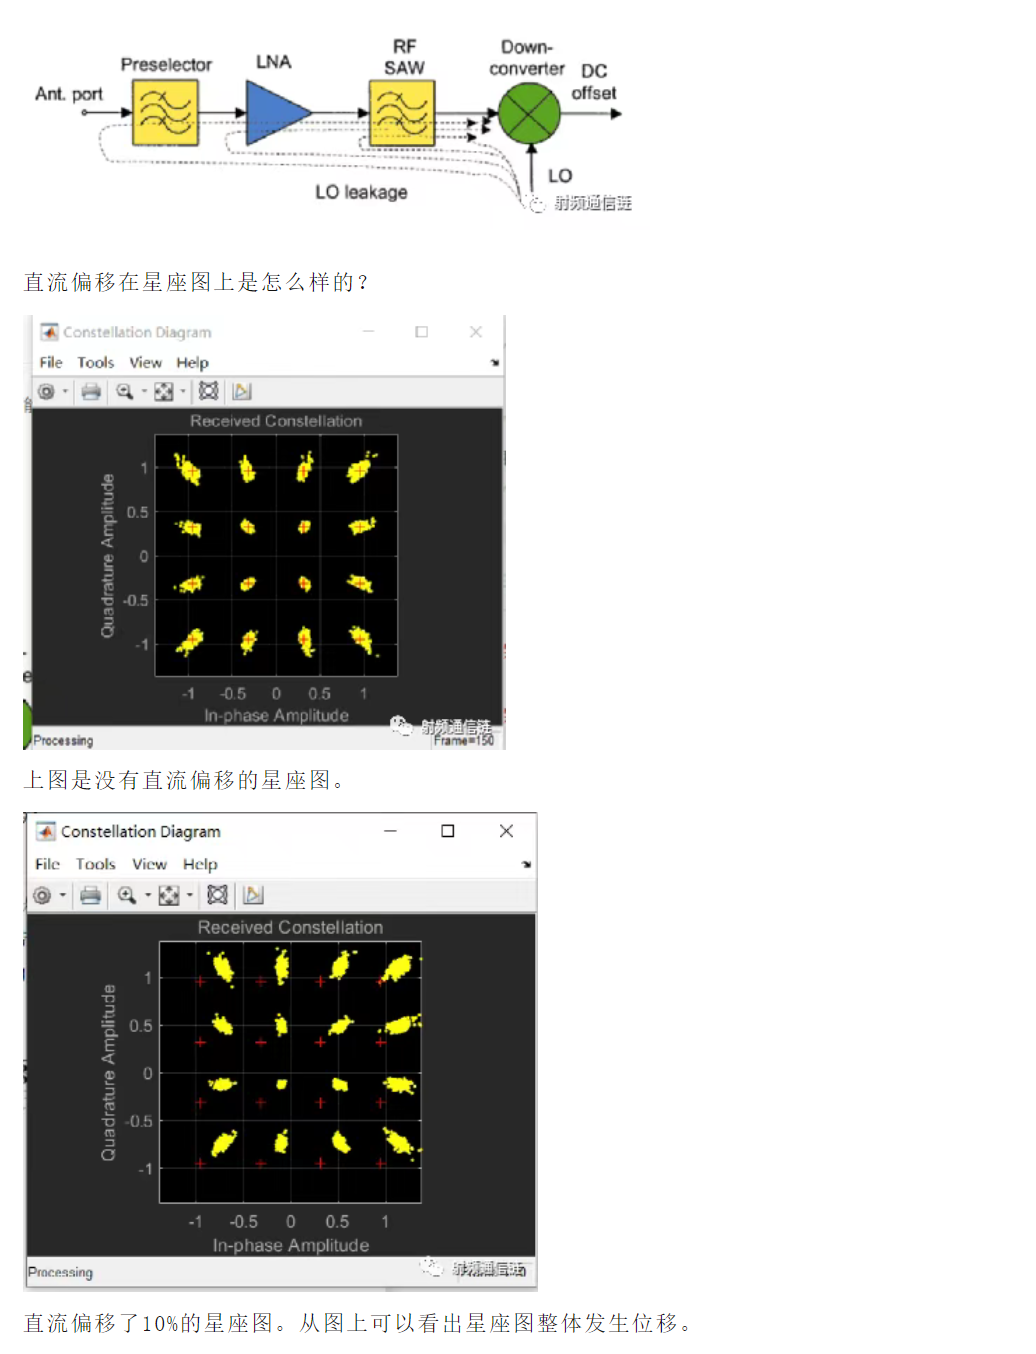 RF
SAW
Down-
converter
DC
offset
Preselector
LNA
Ant. port
LO
LO leakage
射频通信链
直流偏移在星座图上是怎么样的？
Constellation Diagram
File Tools View Help
Received Constellation
Quadrature Amplitude
1
0.5
0
-0.5
-1
-1 -0.5 0 0.5 1
In-phase Amplitude
射频通信链
Processing
Frame=150
上图是没有直流偏移的星座图。
Constellation Diagram
File Tools View Help
Received Constellation
Quadrature Amplitude
1
0.5
0
-0.5
-1
-1 -0.5 0 0.5 1
In-phase Amplitude
射频通信链
Processing
直流偏移了10%的星座图。从图上可以看出星座图整体发生位移。